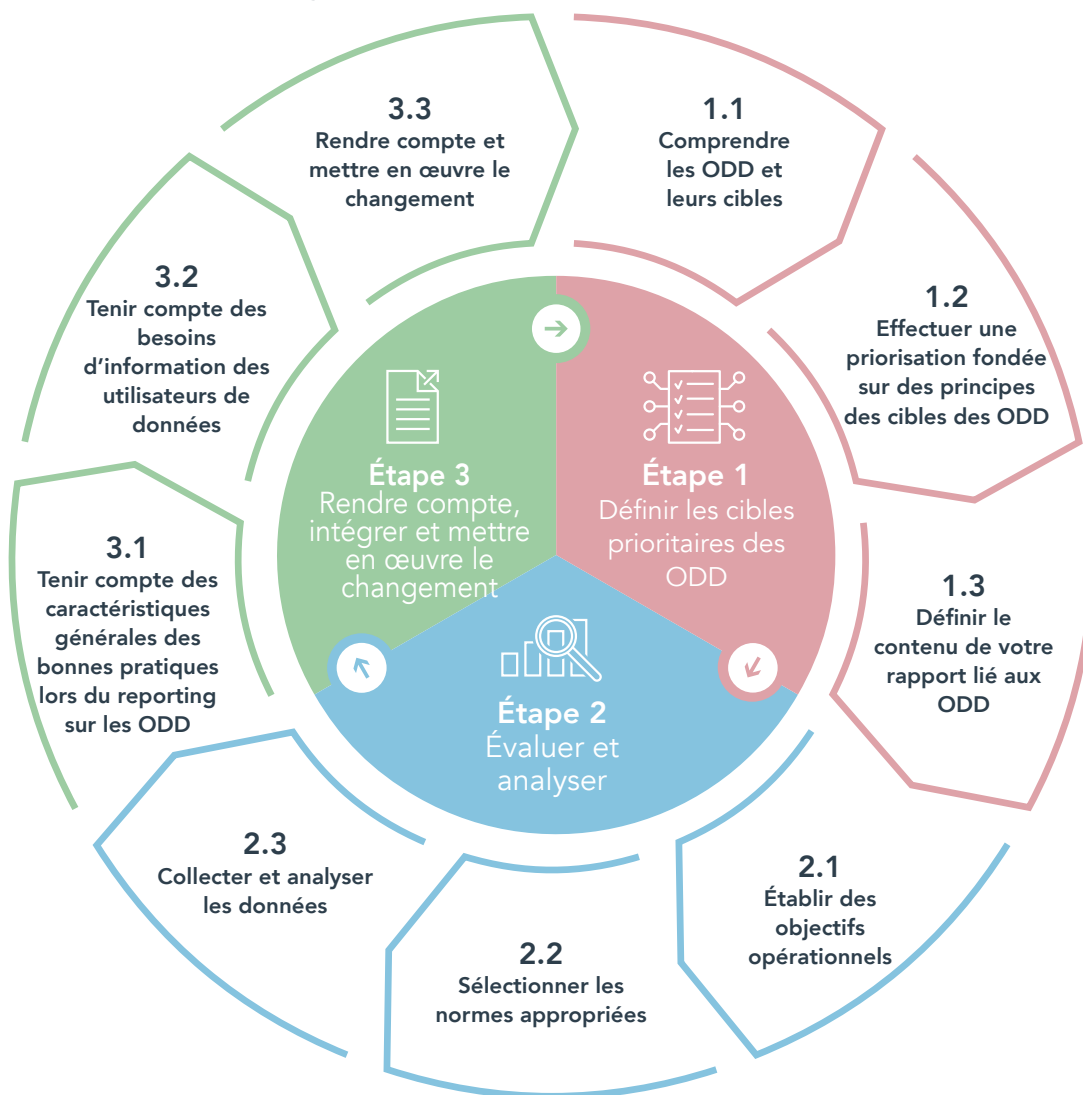 3.3
Rendre compte et
mettre en œuvre le
changement
1.1
Comprendre
les ODD et
leurs cibles
3.2
Tenir compte des
besoins
d'information des
utilisateurs de
données
1.2
Effectuer une
priorisation fondée
sur des principes
des cibles des ODD
Étape 3
Rendre compte,
intégrer et mettre
en œuvre le
changement
Étape 1
Définir les cibles
prioritaires des
ODD
3.1
Tenir compte des
caractéristiques
générales des
bonnes pratiques
lors du reporting
sur les ODD
1.3
Définir le
contenu de votre
rapport lié aux
ODD
Étape 2
Évaluer et
analyser
2.3
Collecter et analyser
les données
2.1
Établir des
objectifs
opérationnels
2.2
Sélectionner les
normes appropriées